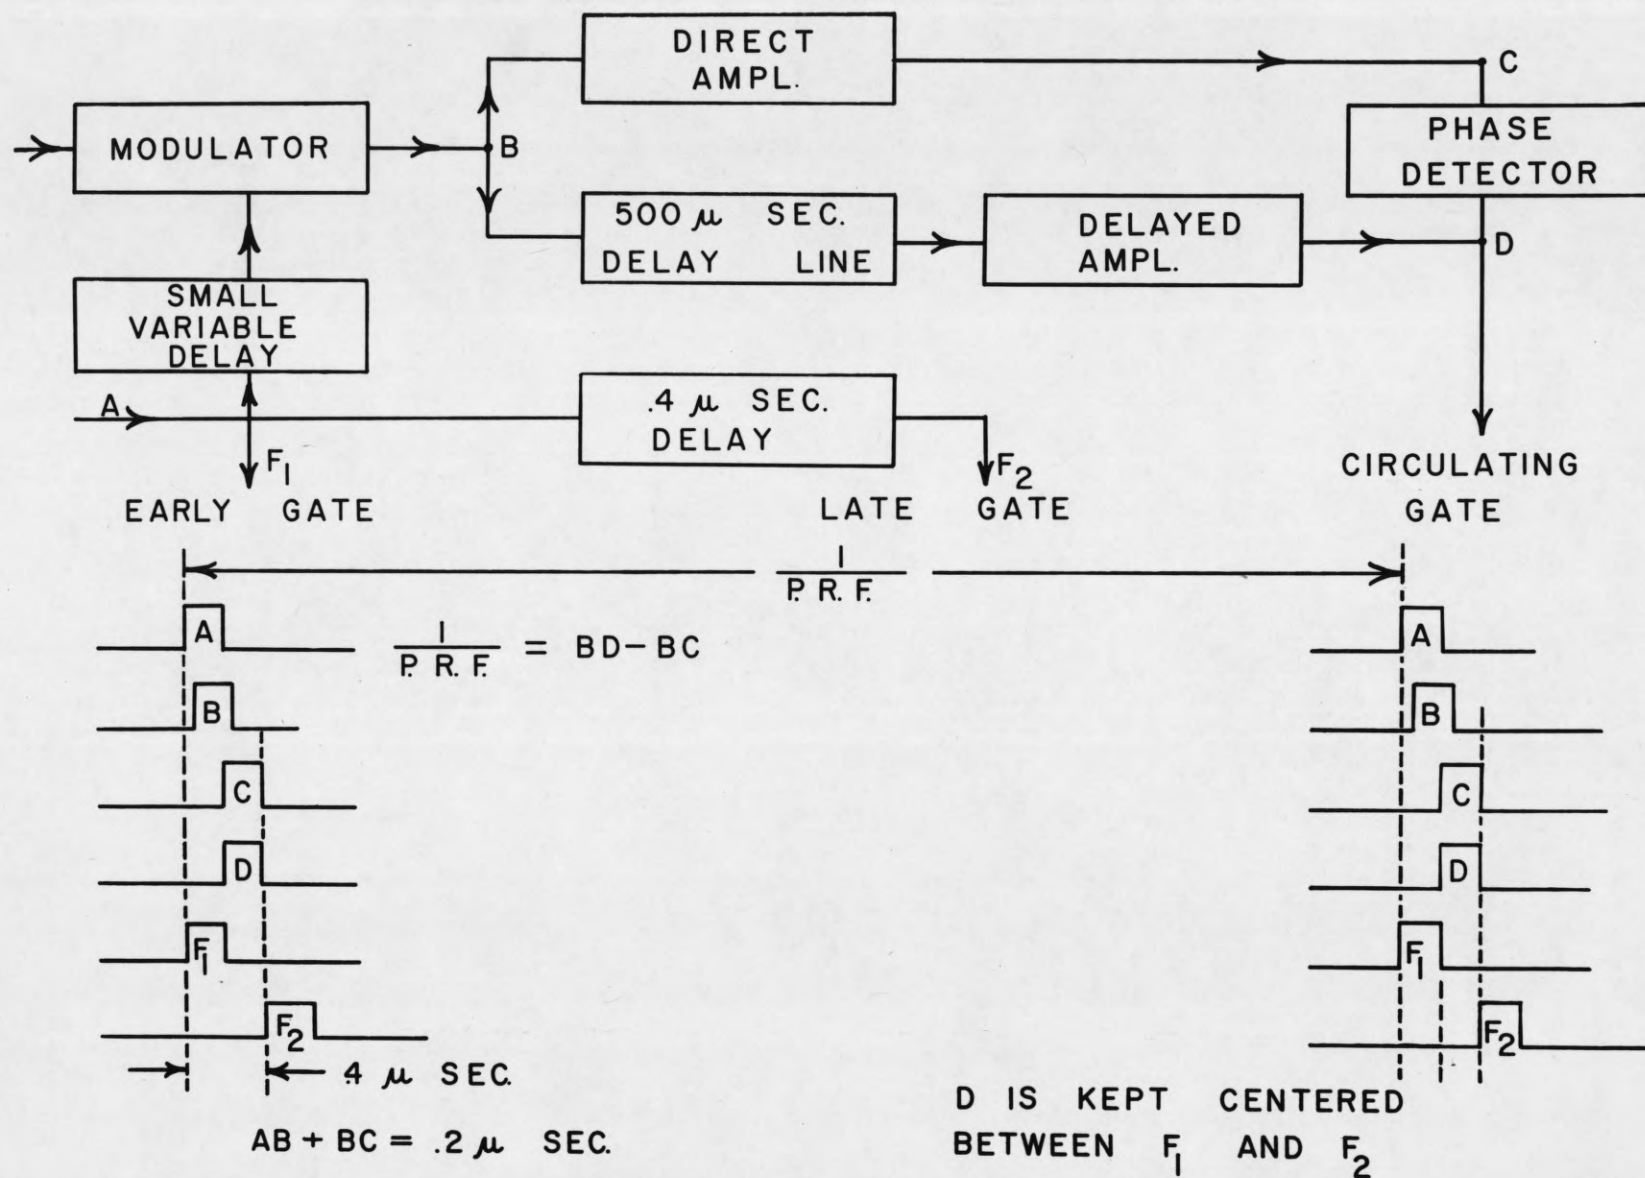 DIRECT
AMPL.
C
MODULATOR
B
PHASE
DETECTOR
500 μ SEC.
DELAY LINE
DELAYED
AMPL.
D
SMALL
VARIABLE
DELAY
A
.4 μ SEC.
DELAY
F1
F2
CIRCULATING
GATE
EARLY GATE
LATE GATE
1
P.R.F.
A
1
P.R.F. = BD-BC
A
B
B
C
C
D
D
F1
F1
F2
F2
.4 μ SEC.
AB + BC = .2 μ SEC.
D IS KEPT CENTERED
BETWEEN F1 AND F2